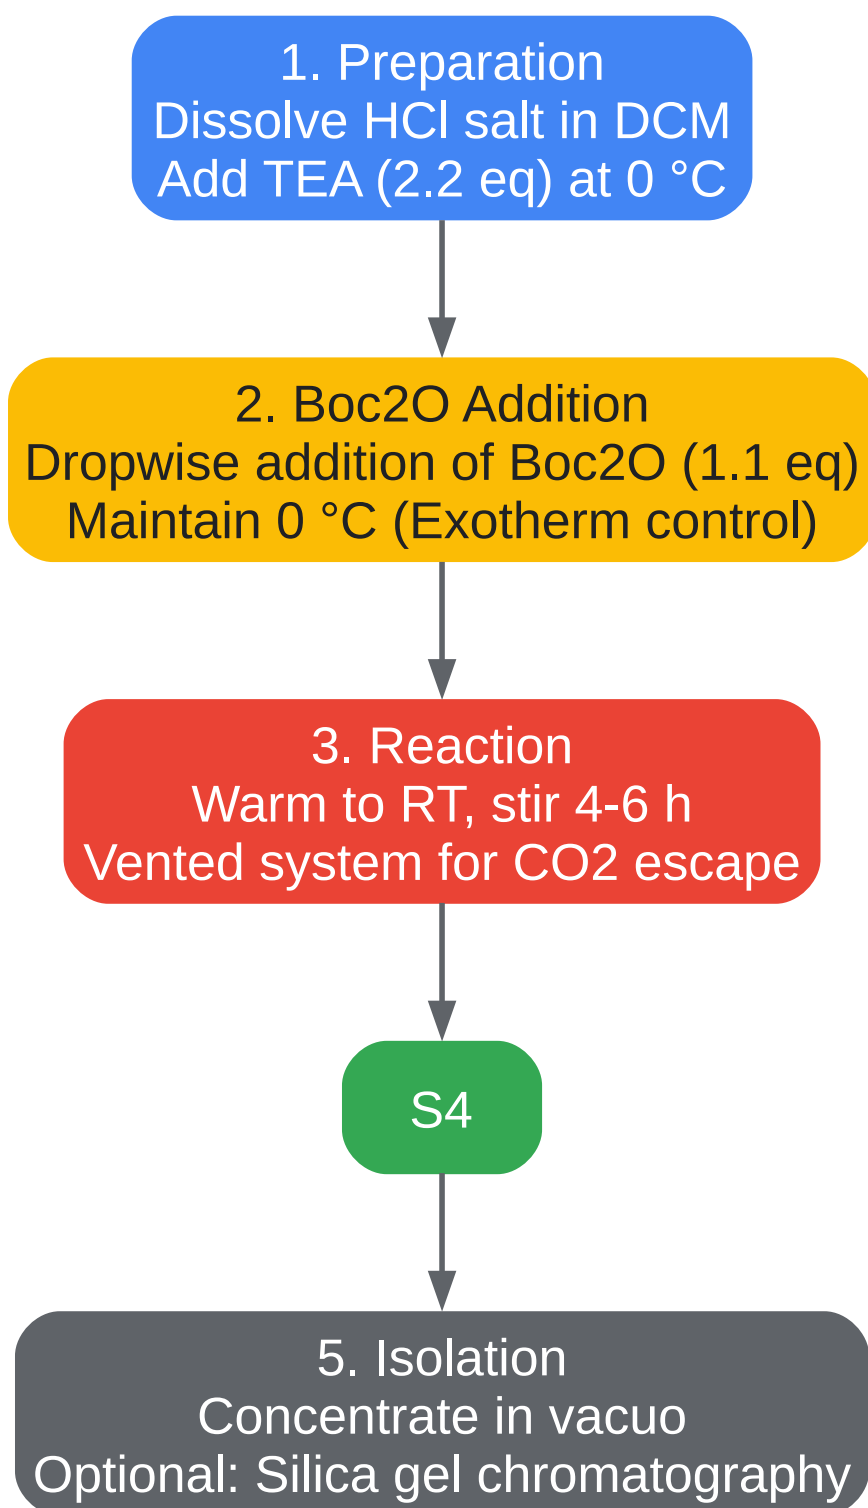 1. Preparation
Dissolve HCl salt in DCM
Add TEA (2.2 eq) at 0 °C
2. Boc2O Addition
Dropwise addition of Boc2O (1.1 eq)
Maintain 0 °C (Exotherm control)
3. Reaction
Warm to RT, stir 4-6 h
Vented system for CO2 escape
S4
5. Isolation
Concentrate in vacuo
Optional: Silica gel chromatography